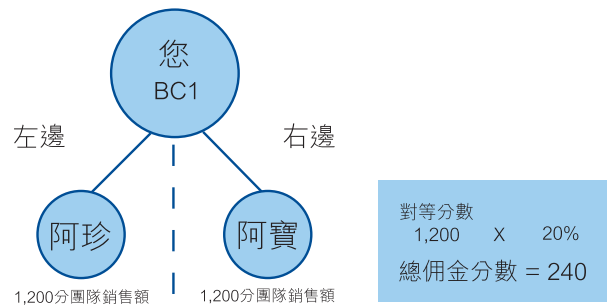 您
BC1
左邊
右邊
阿珍
阿寶
1,200分團隊銷售額
1,200分團隊銷售額
對等分數
1,200 X 20%
總佣金分數 = 240